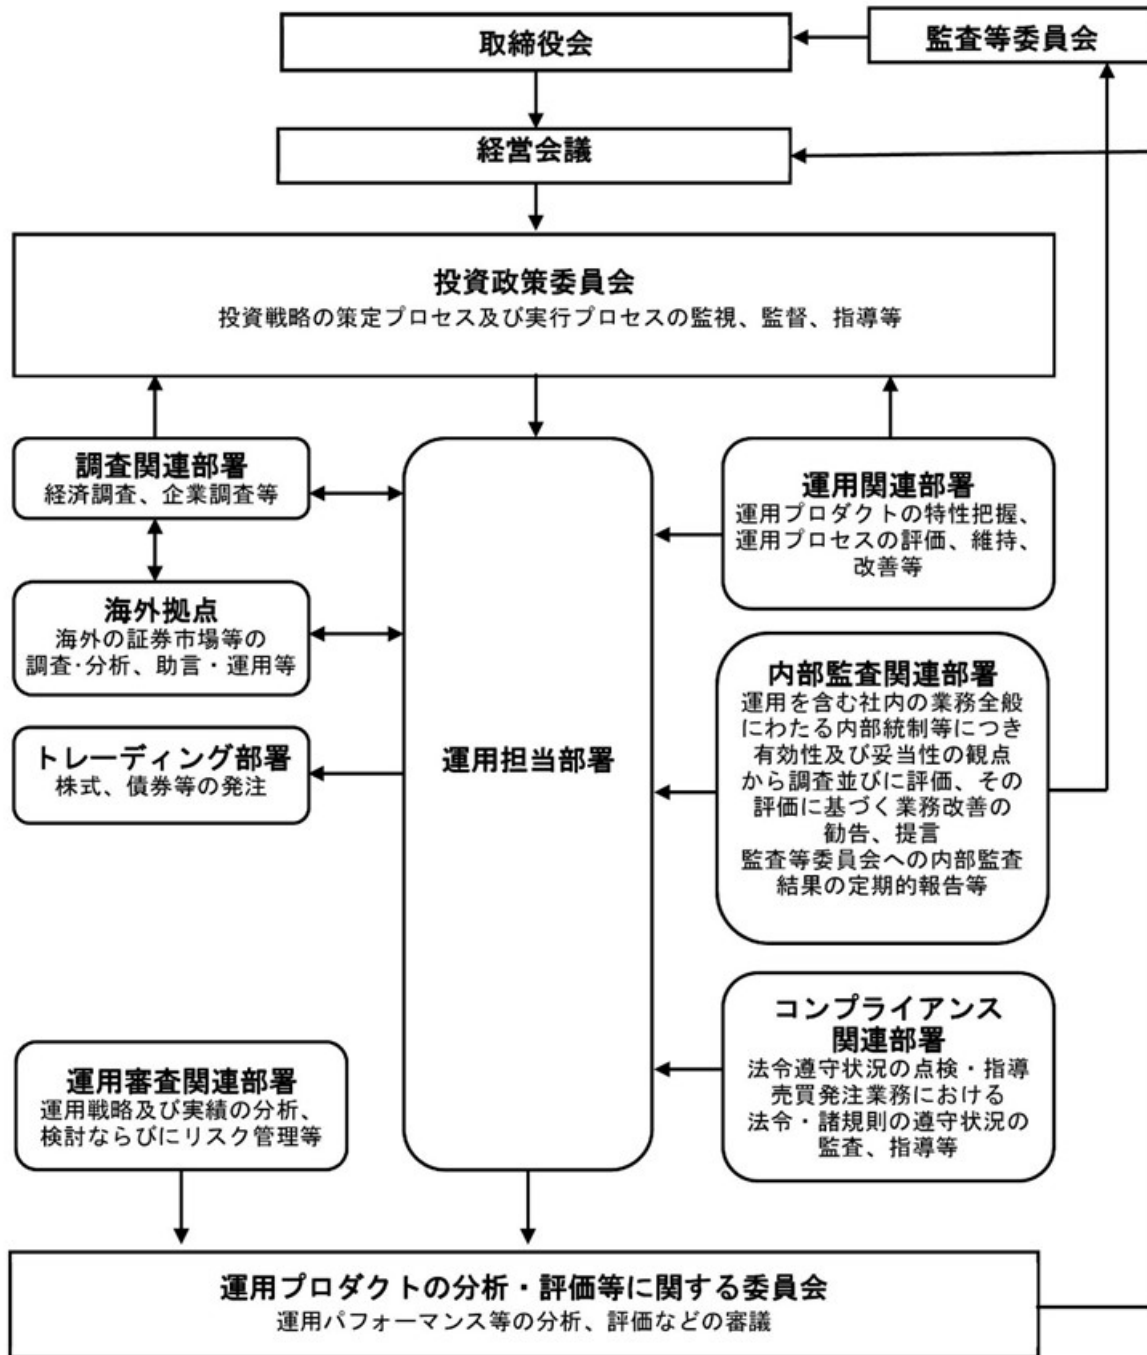 取締役会
監査等委員会
経営会議
投資政策委員会
投資戦略の策定プロセス及び実行プロセスの監視、監督、指導等
調査関連部署
経済調査、企業調査等
海外拠点
海外の証券市場等の
調査・分析、助言・運用等
トレーディング部署
株式、債券等の発注
運用担当部署
運用関連部署
運用プロダクトの特性把握、
運用プロセスの評価、維持、
改善等
内部監査関連部署
運用を含む社内の業務全般
にわたる内部統制等につき
有効性及び妥当性の観点
から調査並びに評価、その
評価に基づく業務改善の
勧告、提言
監査等委員会への内部監査
結果の定期的報告等
コンプライアンス
関連部署
法令遵守状況の点検・指導
売買発注業務における
法令・諸規則の遵守状況の
監査、指導等
運用審査関連部署
運用戦略及び実績の分析、
検討ならびにリスク管理等
運用プロダクトの分析・評価等に関する委員会
運用パフォーマンス等の分析、評価などの審議